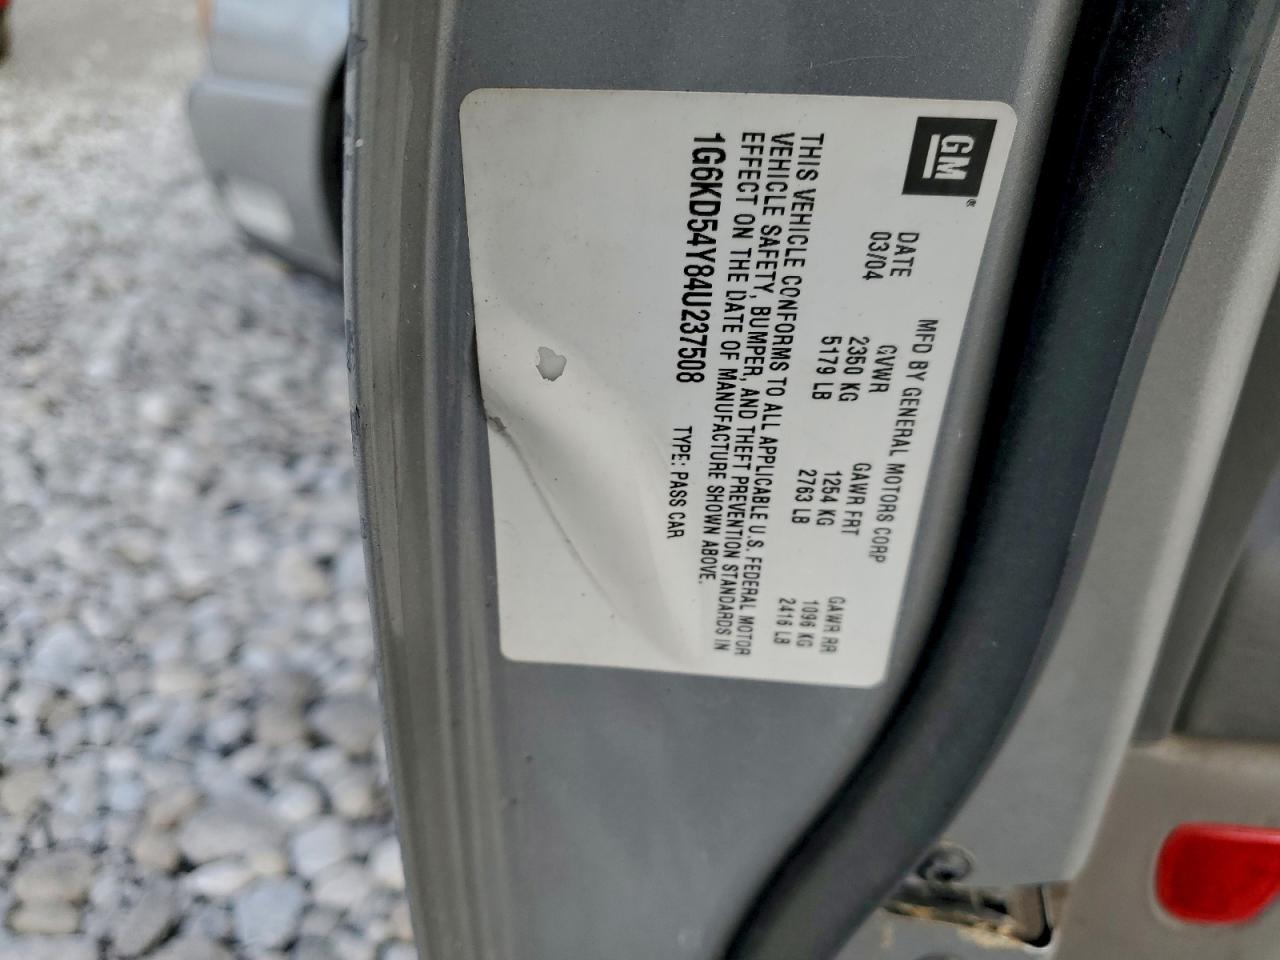 GM®
MFD BY GENERAL MOTORS CORP
DATE GVWR GAWR FRT GAWR RR
03/04 2350 KG 1254 KG 1096 KG
5179 LB 2763 LB 2416 LB
THIS VEHICLE CONFORMS TO ALL APPLICABLE U.S. FEDERAL MOTOR
VEHICLE SAFETY, BUMPER, AND THEFT PREVENTION STANDARDS IN
EFFECT ON THE DATE OF MANUFACTURE SHOWN ABOVE.
1G6KD54Y84U237508 TYPE: PASS CAR